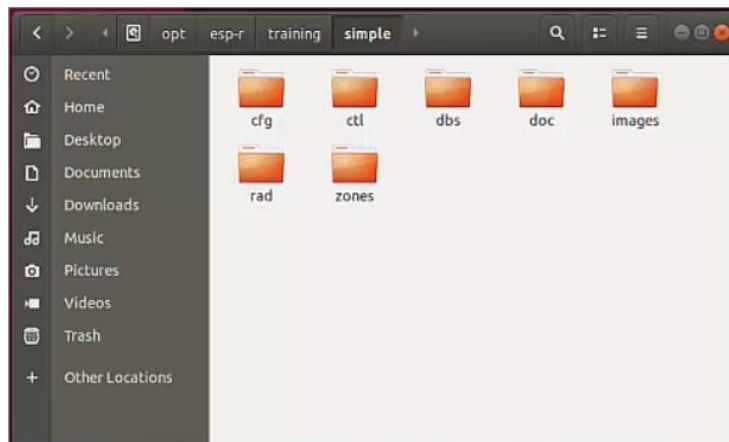 opt esp-r training simple
Recent
Home
Desktop
Documents
Downloads
Music
Pictures
Videos
Trash
Other Locations
cfg ctl dbs doc images
rad zones